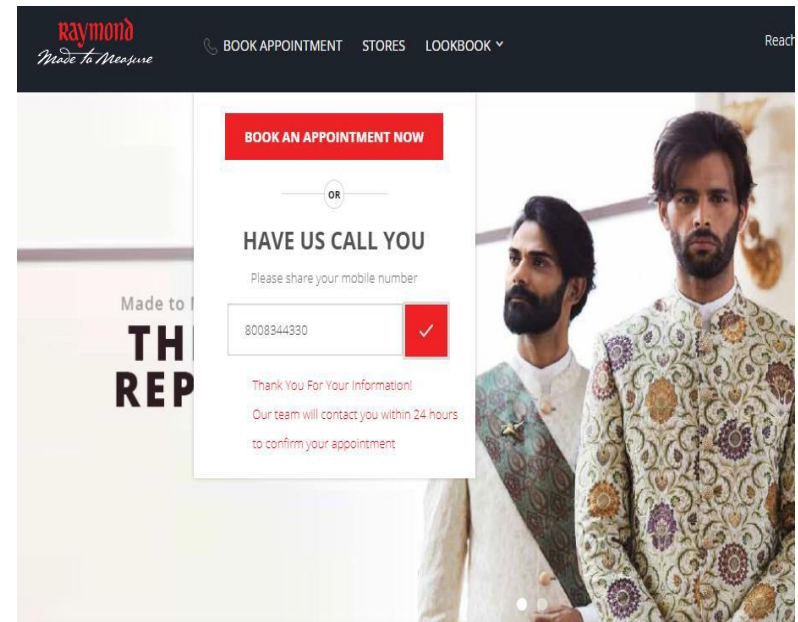 Raymond
Made to Measure
BOOK APPOINTMENT STORES LOOKBOOK
Reach
BOOK AN APPOINTMENT NOW
OR
HAVE US CALL YOU
Please share your mobile number
8008344330
Thank You For Your Information!
Our team will contact you within 24 hours
to confirm your appointment
Made to
TH
REP